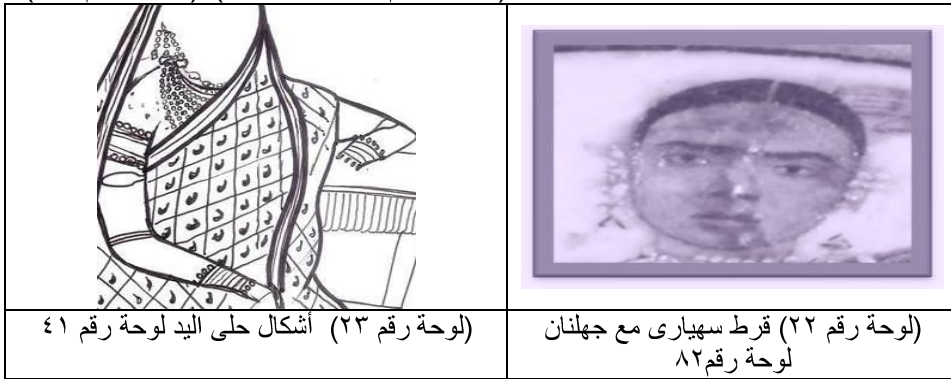 (لوحة رقم ٢٢) قرط سهيارى مع جهلنان
لوحة رقم٨٢
(لوحة رقم ٢٣) أشكال حلى اليد لوحة رقم ٤١